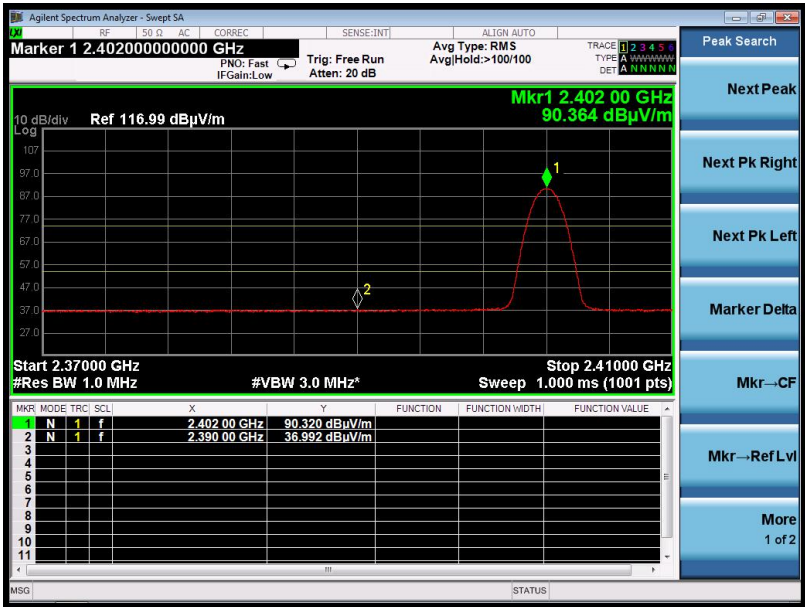 Agilent Spectrum Analyzer - Swept SA
LXI RF 50 Ω AC CORREC SENSE:INT ALIGN AUTO
Marker 1 2.402000000000 GHz
PNO: Fast
IFGain:Low
Trig: Free Run
Atten: 20 dB
Avg Type: RMS
Avg|Hold:>100/100
TRACE 1 2 3 4 5 6
TYPE A WWWWW
DET A N N N N N
Mkr1 2.402 00 GHz
90.364 dBµV/m
10 dB/div Ref 116.99 dBµV/m
Log
107
97.0
87.0
77.0
67.0
57.0
47.0
37.0
27.0
1
2
Start 2.37000 GHz Stop 2.41000 GHz
#Res BW 1.0 MHz #VBW 3.0 MHz* Sweep 1.000 ms (1001 pts)
MKR MODE TRC SCL X Y FUNCTION FUNCTION WIDTH FUNCTION VALUE
1 N 1 f 2.402 00 GHz 90.320 dBµV/m
2 N 1 f 2.390 00 GHz 36.992 dBµV/m
3
4
5
6
7
8
9
10
11
MSG STATUS
Peak Search
Next Peak
Next Pk Right
Next Pk Left
Marker Delta
Mkr→CF
Mkr→Ref Lvl
More
1 of 2